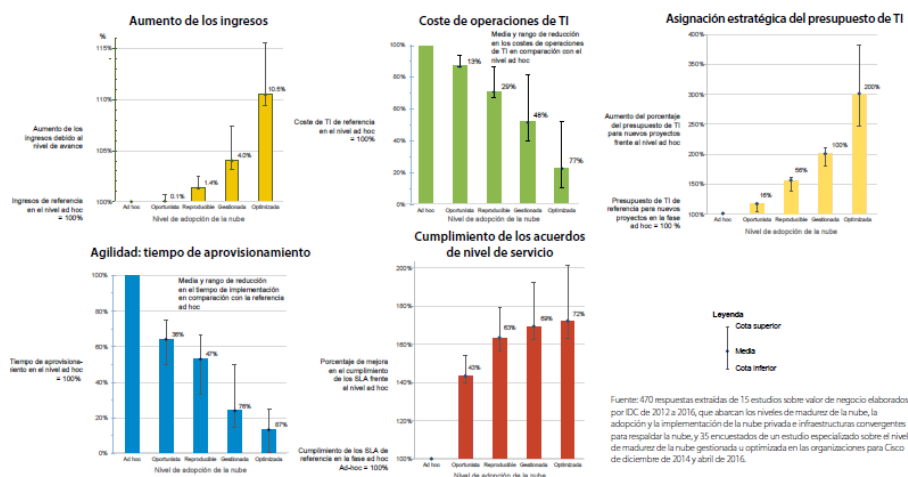 Aumento de los ingresos
%
115%
110%
105%
100%
Aumento de los
ingresos debido al
nivel de avance
Ingresos de referencia
en el nivel ad hoc
= 100%
0.1%
1.4%
4.0%
10.5%
Ad hoc
Oportunista
Reproducible
Gestionada
Optimizada
Nivel de adopción de la nube
Coste de operaciones de TI
100%
80%
60%
40%
20%
0%
Media y rango de reducción
en los costes de operaciones
de TI en comparación con el
nivel ad hoc
Coste de TI de referencia
en el nivel ad hoc
= 100%
13%
29%
48%
77%
Ad hoc
Oportunista
Reproducible
Gestionada
Optimizada
Nivel de adopción de la nube
Asignación estratégica del presupuesto de TI
400%
350%
300%
250%
200%
150%
100%
Aumento del porcentaje
del presupuesto de TI
para nuevos proyectos
frente al nivel ad hoc
Presupuesto de TI de
referencia para nuevos
proyectos en la fase
ad hoc = 100 %
56%
100%
200%
Ad hoc
Oportunista
Reproducible
Gestionada
Optimizada
Nivel de adopción de la nube
Agilidad: tiempo de aprovisionamiento
100%
80%
60%
40%
20%
0%
Media y rango de reducción
en el tiempo de implementación
en comparación con la referencia
ad hoc
Tiempo de aprovisiona-
miento en el nivel ad hoc
= 100%
36%
47%
76%
87%
Ad hoc
Oportunista
Reproducible
Gestionada
Optimizada
Nivel de adopción de la nube
Cumplimiento de los acuerdos
de nivel de servicio
200%
180%
160%
140%
120%
100%
Porcentaje de mejora
en el cumplimiento
de los SLA frente
al nivel ad hoc
Cumplimiento de los SLA de
referencia en la fase ad hoc
Ad-hoc = 100%
43%
63%
69%
72%
Ad hoc
Oportunista
Reproducible
Gestionada
Optimizada
Nivel de adopción de la nube
Leyenda
Cota superior
Media
Cota inferior
Fuente: 470 respuestas extraídas de 15 estudios sobre valor de negocio elaborados
por IDC de 2012 a 2016, que abarcan los niveles de madurez de la nube, la
adopción y la implementación de la nube privada e infraestructuras convergentes
para respaldar la nube, y 35 encuestados de un estudio especializado sobre el nivel
de madurez de la nube gestionada u optimizada en las organizaciones para Cisco
de diciembre de 2014 y abril de 2016.